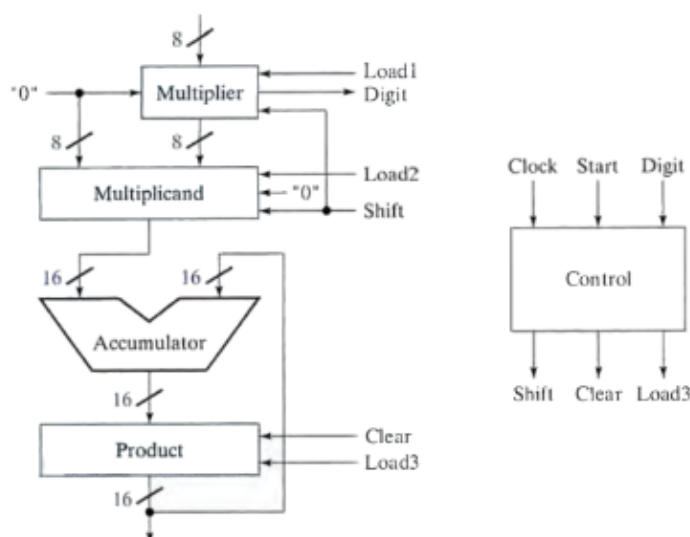 8
Load1
"0"
Multiplier
Digit
8
8
Load2
Multiplicand
"0"
Shift
16
16
Accumulator
16
Product
Clear
Load3
16
Clock Start Digit
Control
Shift Clear Load3